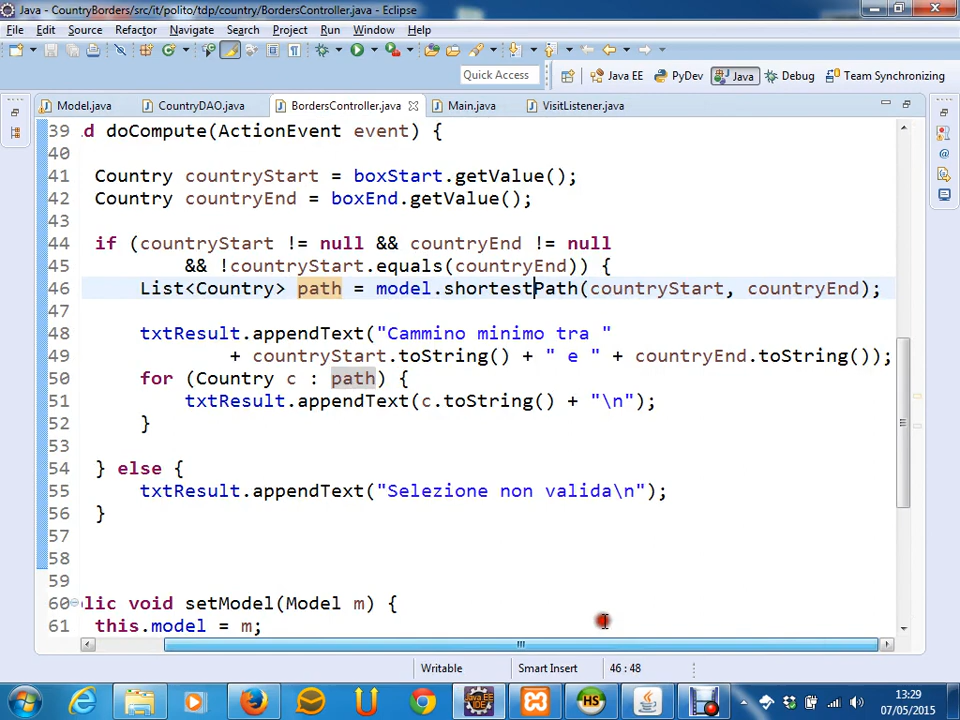 Java - CountryBorders/src/it/polito/tdp/country/BordersController.java - Eclipse
File Edit Source Refactor Navigate Search Project Run Window Help
Quick Access Java EE PyDev Java Debug Team Synchronizing
Model.java CountryDAO.java BordersController.java Main.java VisitListener.java
39 d doCompute(ActionEvent event) {
40
41 Country countryStart = boxStart.getValue();
42 Country countryEnd = boxEnd.getValue();
43
44 if (countryStart != null && countryEnd != null
45 && !countryStart.equals(countryEnd)) {
46 List<Country> path = model.shortestPath(countryStart, countryEnd);
47
48 txtResult.appendText("Cammino minimo tra "
49 + countryStart.toString() + " e " + countryEnd.toString());
50 for (Country c : path) {
51 txtResult.appendText(c.toString() + "\n");
52 }
53
54 } else {
55 txtResult.appendText("Selezione non valida\n");
56 }
57
58
59
60 lic void setModel(Model m) {
61 this.model = m;
Writable Smart Insert 46 : 48
13:29
07/05/2015